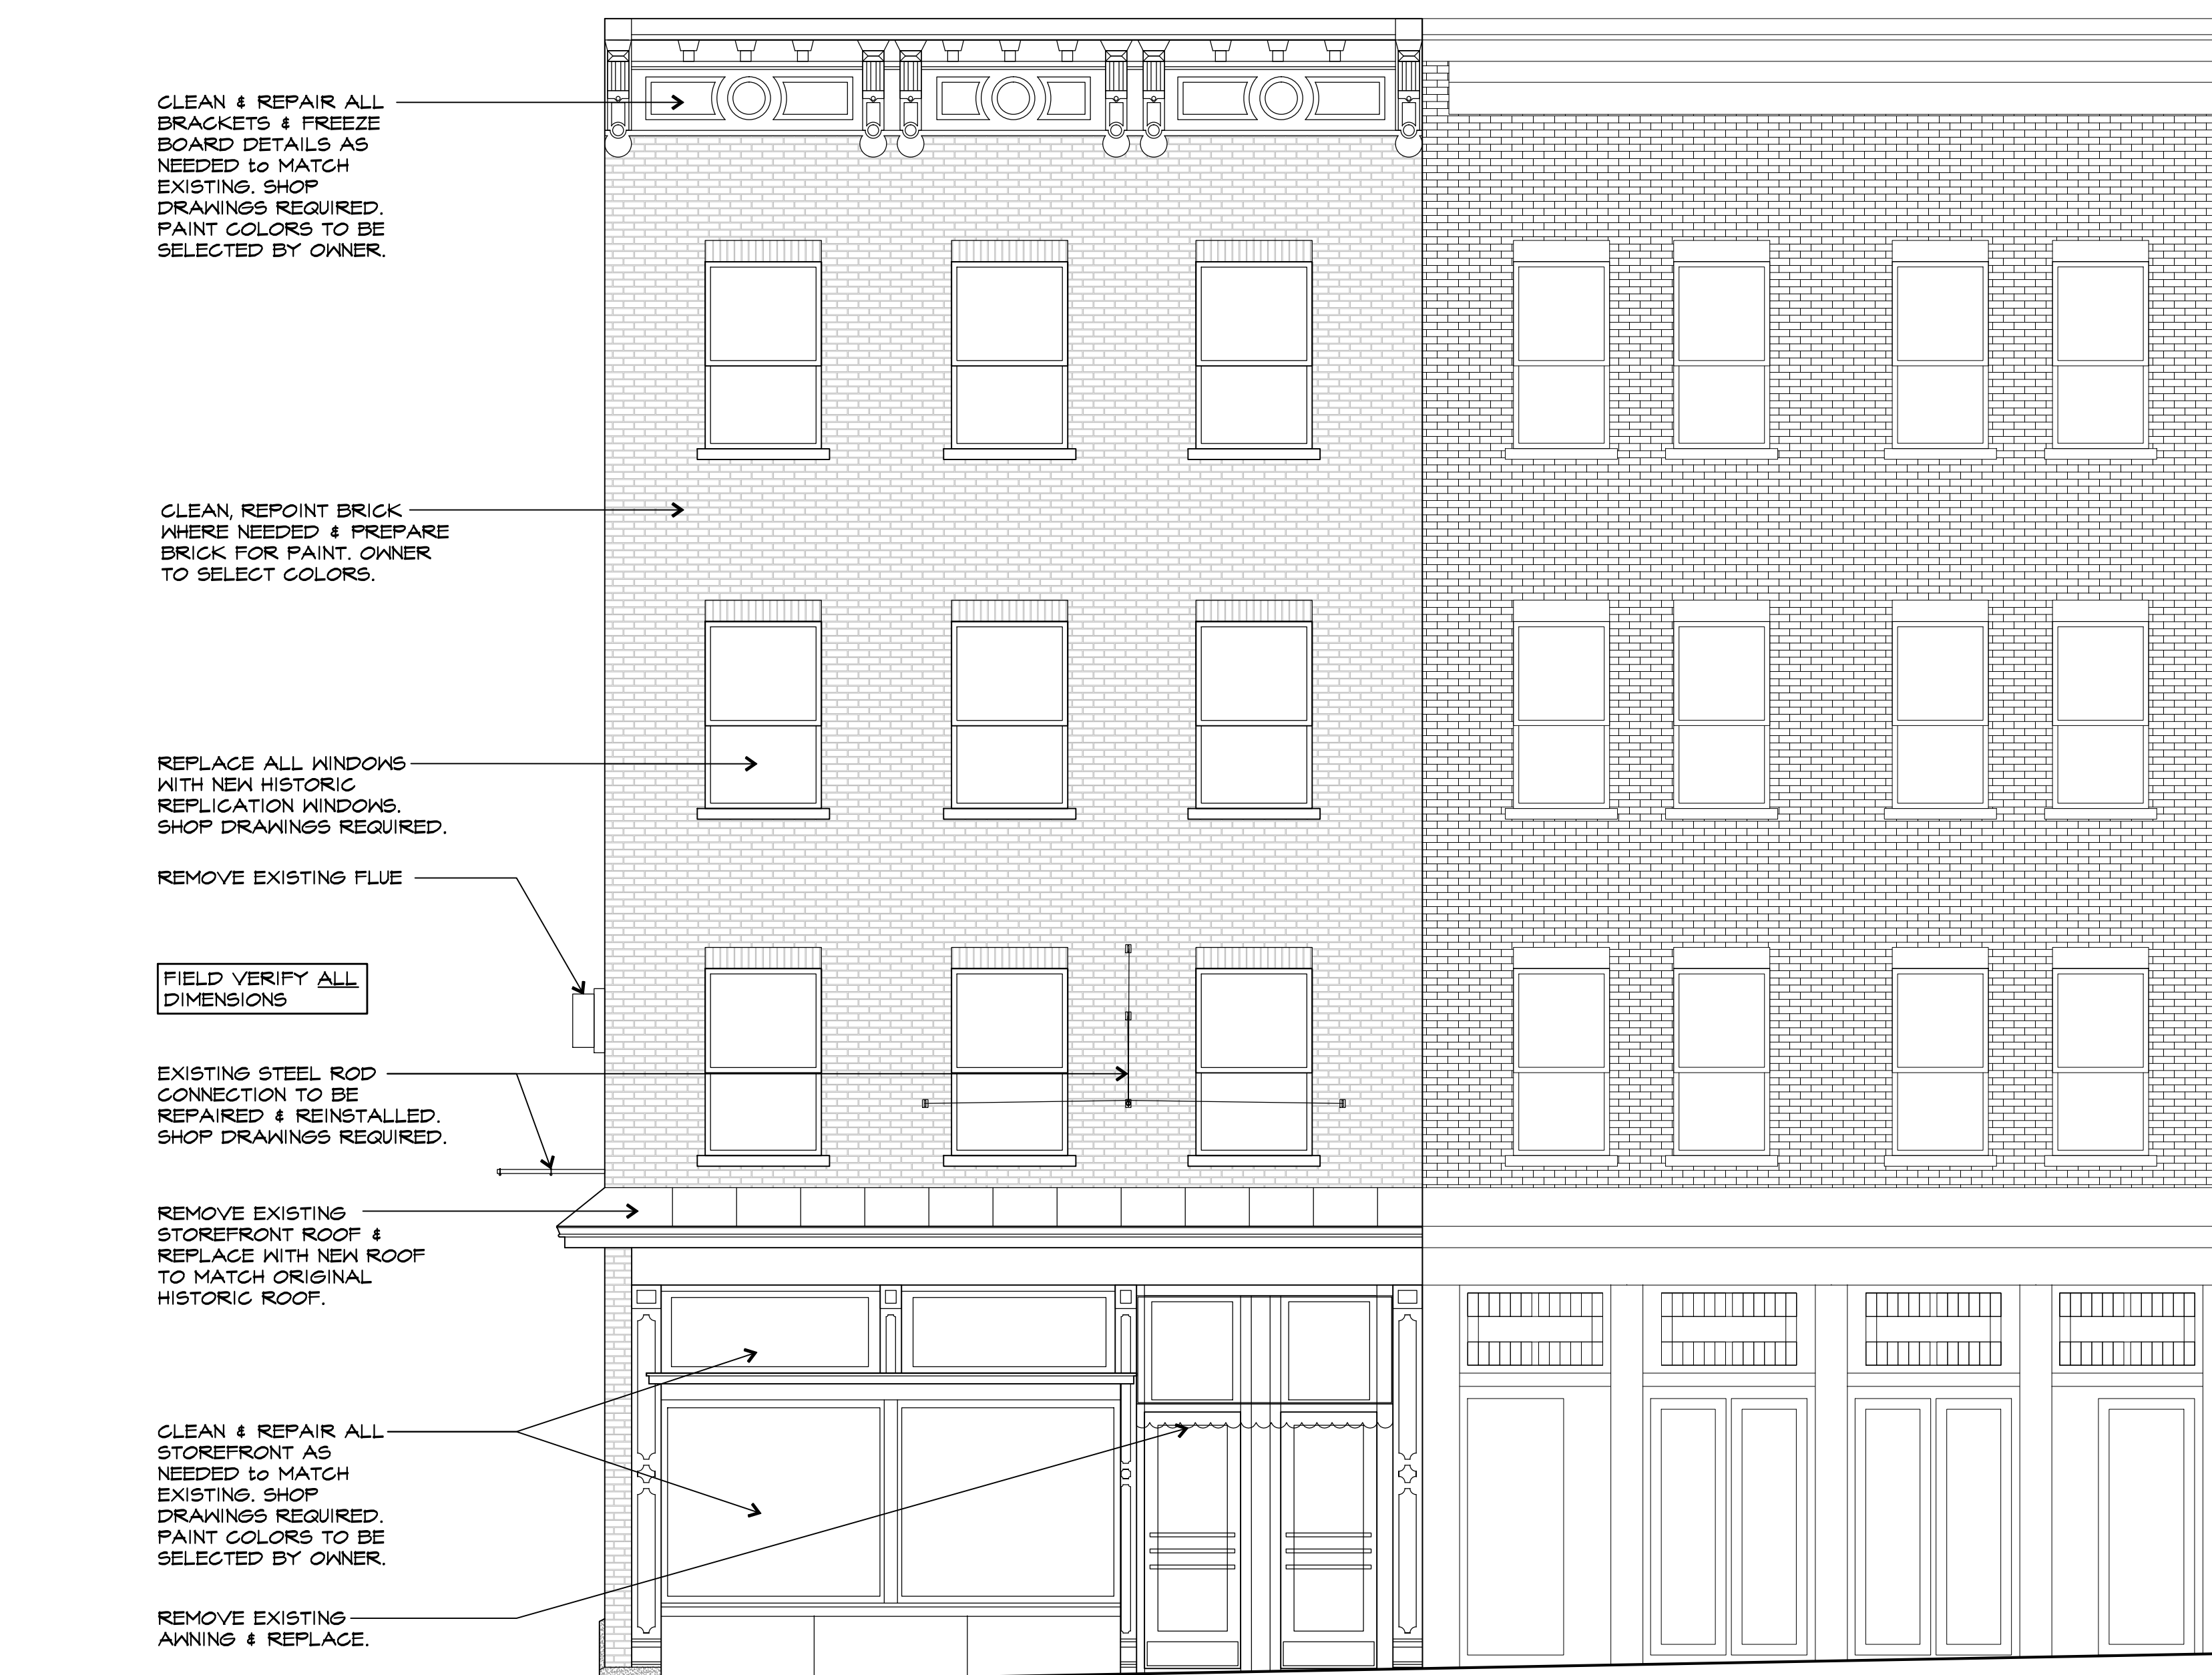 CLEAN & REPAIR ALL
BRACKETS & FREEZE
BOARD DETAILS AS
NEEDED to MATCH
EXISTING. SHOP
DRAWINGS REQUIRED.
PAINT COLORS TO BE
SELECTED BY OWNER.
CLEAN, REPOINT BRICK
WHERE NEEDED & PREPARE
BRICK FOR PAINT. OWNER
TO SELECT COLORS.
REPLACE ALL WINDOWS
WITH NEW HISTORIC
REPLICATION WINDOWS.
SHOP DRAWINGS REQUIRED.
REMOVE EXISTING FLUE
FIELD VERIFY ALL
DIMENSIONS
EXISTING STEEL ROD
CONNECTION TO BE
REPAIRED & REINSTALLED.
SHOP DRAWINGS REQUIRED.
REMOVE EXISTING
STOREFRONT ROOF &
REPLACE WITH NEW ROOF
TO MATCH ORIGINAL
HISTORIC ROOF.
CLEAN & REPAIR ALL
STOREFRONT AS
NEEDED to MATCH
EXISTING. SHOP
DRAWINGS REQUIRED.
PAINT COLORS TO BE
SELECTED BY OWNER.
REMOVE EXISTING
AWNING & REPLACE.